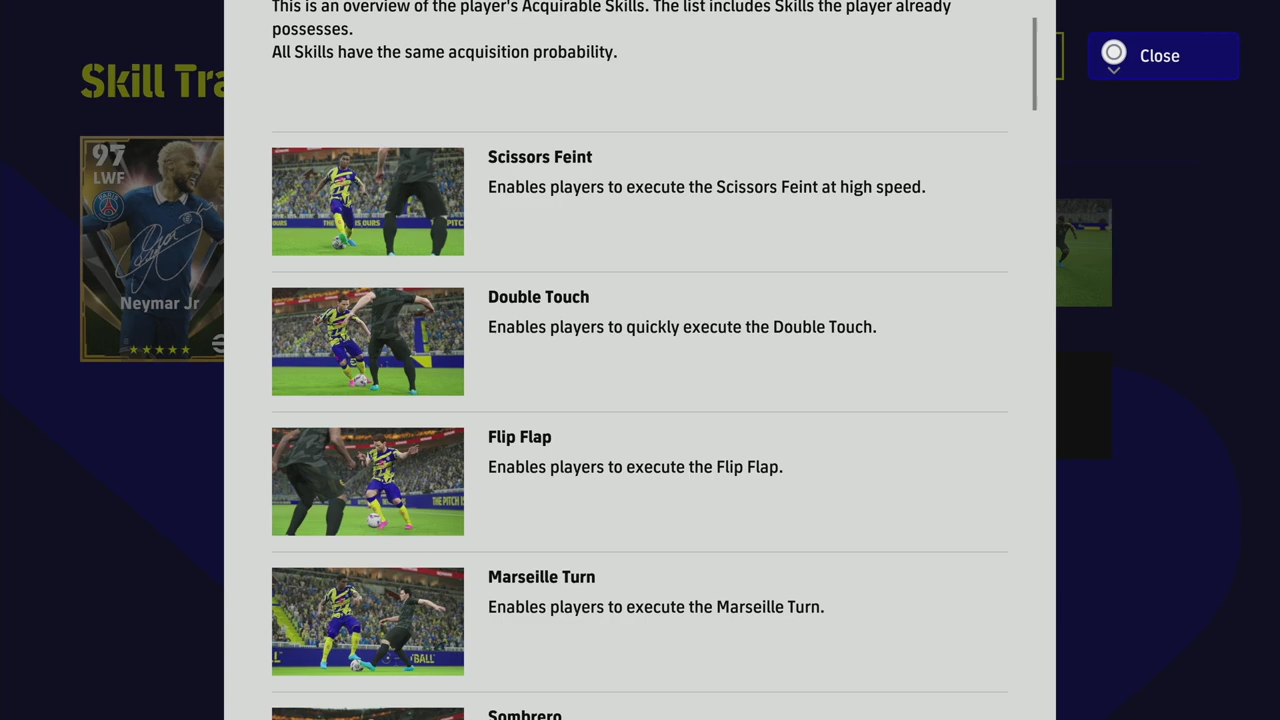 This is an overview of the player's Acquirable Skills. The list includes Skills the player already
possesses.
All Skills have the same acquisition probability.
Close
Skill Tra
97
LWF
PARIS
Neymar Jr
Scissors Feint
Enables players to execute the Scissors Feint at high speed.
Double Touch
Enables players to quickly execute the Double Touch.
Flip Flap
Enables players to execute the Flip Flap.
Marseille Turn
Enables players to execute the Marseille Turn.
Sombrero